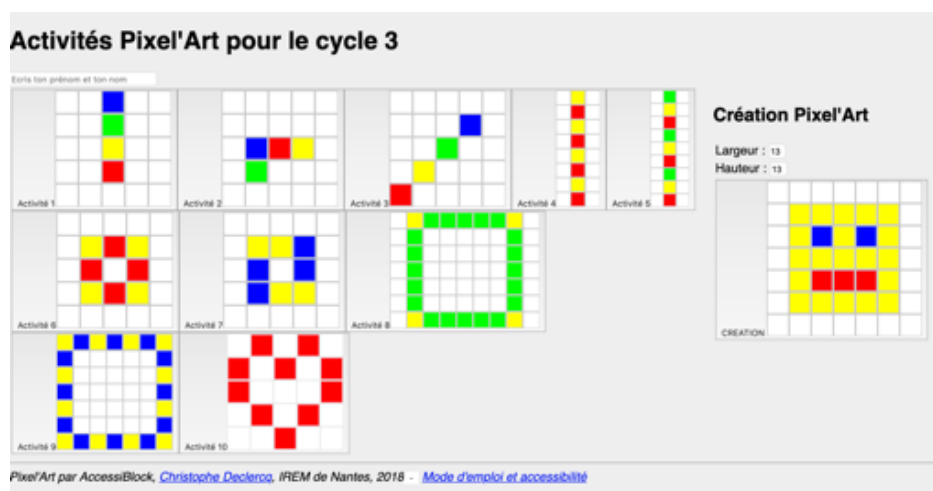 Activités Pixel'Art pour le cycle 3
Ecris ton prénom et ton nom
Activité 1
Activité 2
Activité 3
Activité 4
Activité 5
Création Pixel'Art
Largeur : 13
Hauteur : 13
Activité 6
Activité 7
Activité 8
CREATION
Activité 9
Activité 10
Pixel'Art par AccessiBlock, Christophe Declercq, IREM de Nantes, 2018 - Mode d'emploi et accessibilité